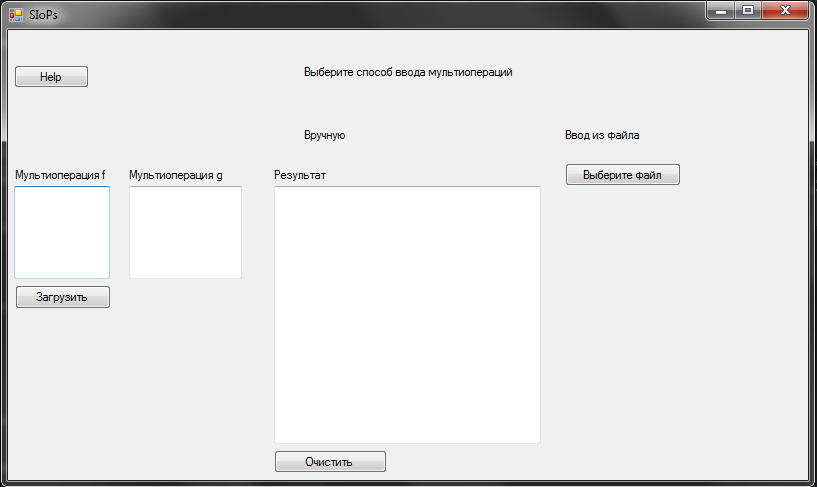 SIoPs
Help
Выберите способ ввода мультиопераций
Вручную
Ввод из файла
Мультиоперация f
Мультиоперация g
Результат
Выберите файл
Загрузить
Очистить